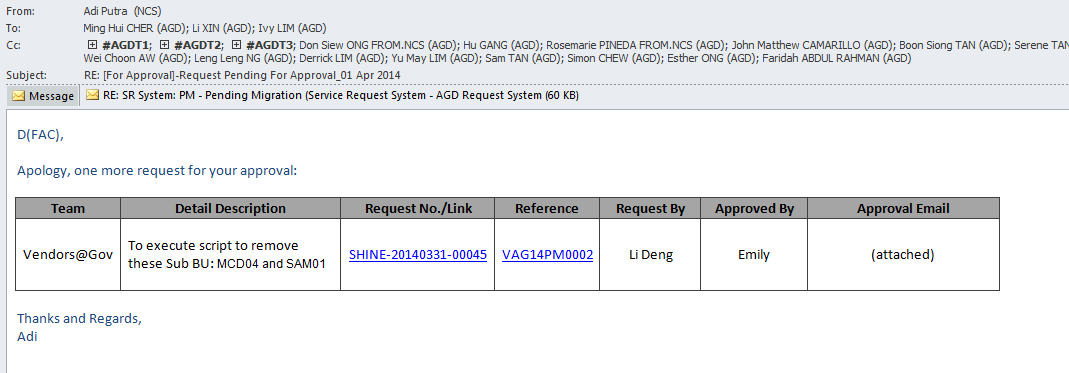 From: Adi Putra (NCS)
To: Ming Hui CHER (AGD); Li XIN (AGD); Ivy LIM (AGD)
Cc: #AGDT1; #AGDT2; #AGDT3; Don Siew ONG FROM.NCS (AGD); Hu GANG (AGD); Rosemarie PINEDA FROM.NCS (AGD); John Matthew CAMARILLO (AGD); Boon Siong TAN (AGD); Serene TAN
Wei Choon AW (AGD); Leng Leng NG (AGD); Derrick LIM (AGD); Yu May LIM (AGD); Sam TAN (AGD); Simon CHEW (AGD); Esther ONG (AGD); Faridah ABDUL RAHMAN (AGD)
Subject: RE: [For Approval]-Request Pending For Approval_01 Apr 2014
Message RE: SR System: PM - Pending Migration (Service Request System - AGD Request System (60 KB)
D(FAC),
Apology, one more request for your approval:
Team Detail Description Request No./Link Reference Request By Approved By Approval Email
Vendors@Gov To execute script to remove these Sub BU: MCD04 and SAM01 SHINE-20140331-00045 VAG14PM0002 Li Deng Emily (attached)
Thanks and Regards,
Adi